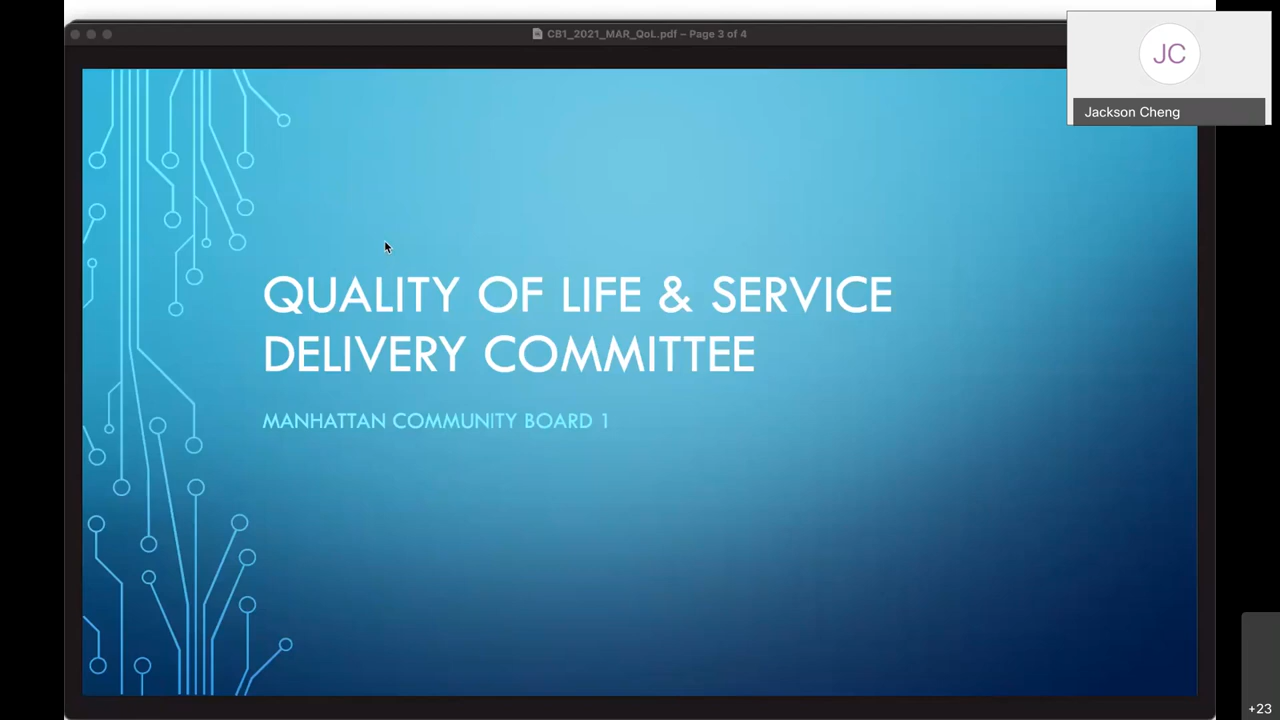 CB1_2021_MAR_QoL.pdf – Page 3 of 4
JC
Jackson Cheng
QUALITY OF LIFE & SERVICE
DELIVERY COMMITTEE
MANHATTAN COMMUNITY BOARD 1
+23